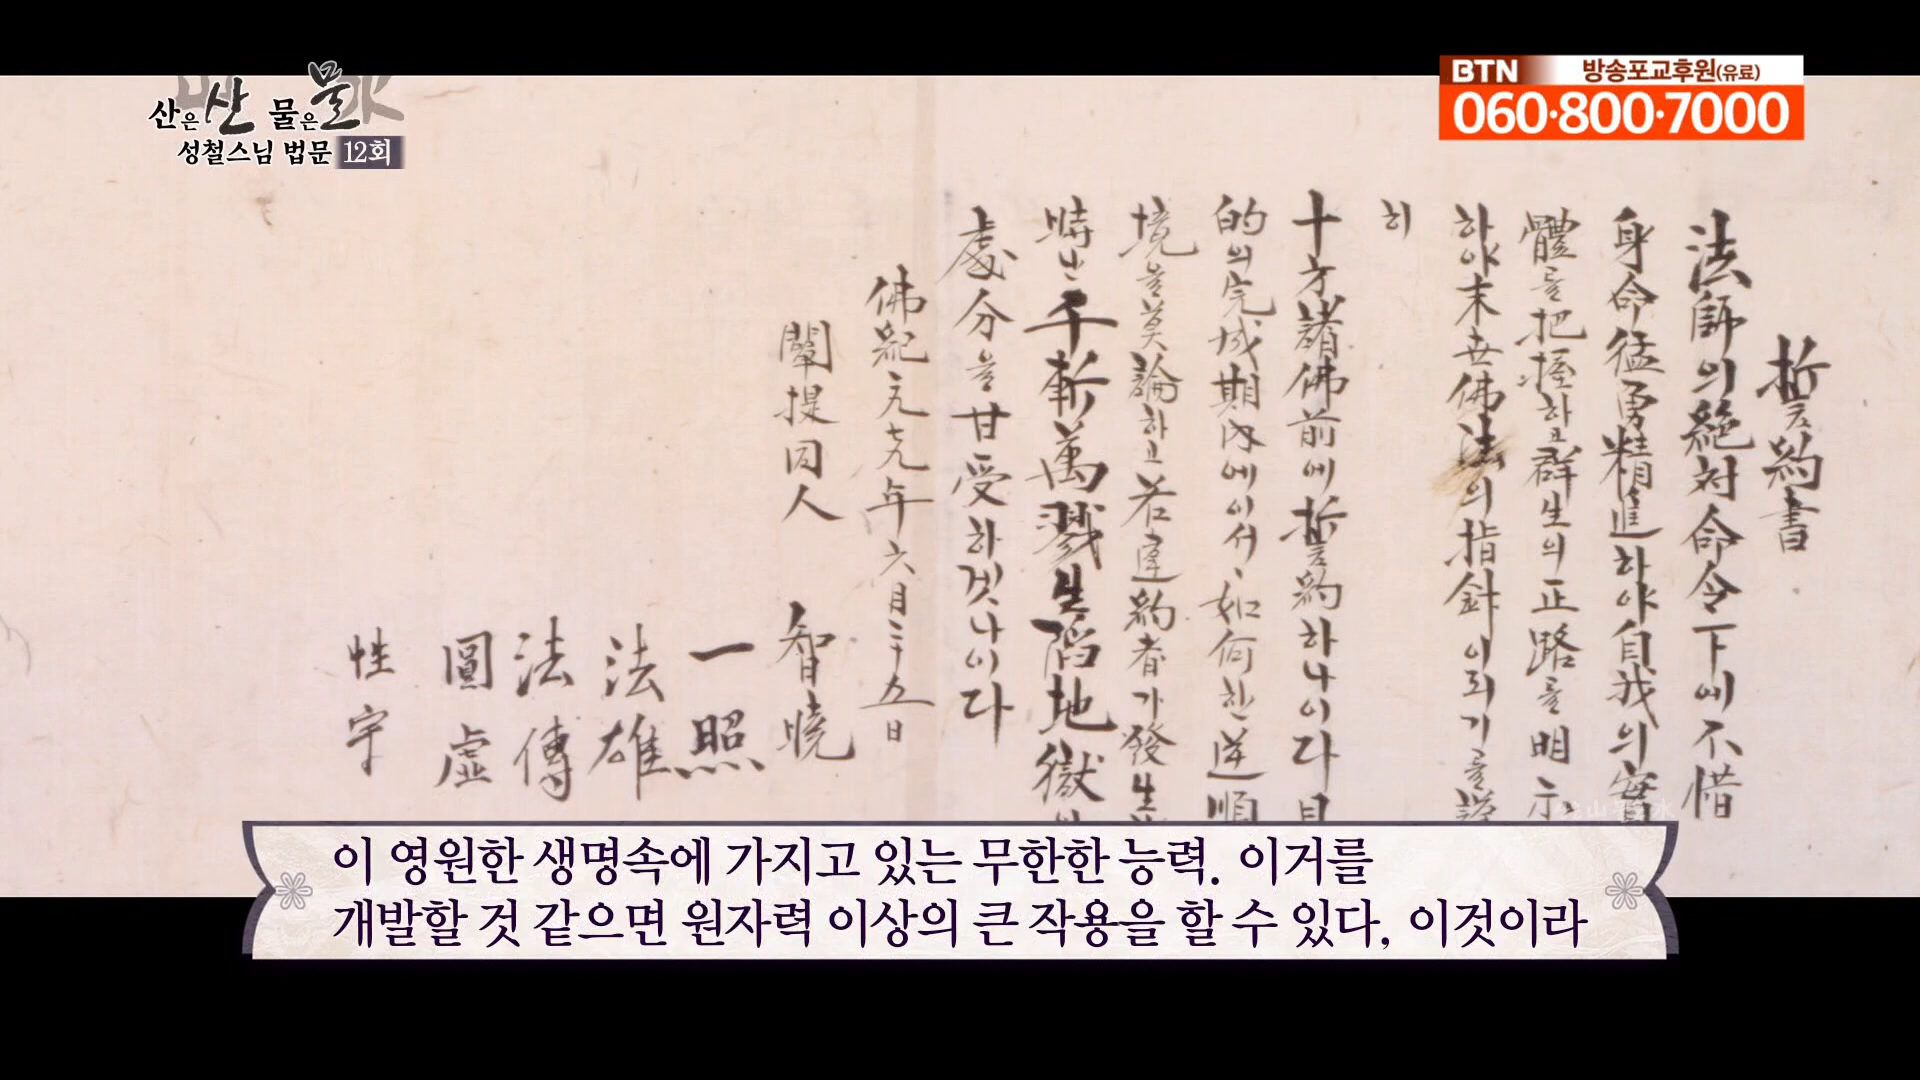 산은 산 물은 물
성철스님 법문 12회
BTN 방송포교후원(유료)
060·800·7000
誓約書
法師의 絶対命令下에 不惜
身命 猛勇精進하야 自我의 實
體를 把握하고 群生의 正路를 明示
하야 末世佛法의 指針이 되기를
히
十方諸佛前에 誓約하나이다 目
的의 完成期內에 이서 如何한 逆順
境을 莫論하고 若違約者가 發生
時는 千斬萬戮生陷地獄의
處分을 甘受하겟나이다
佛紀元 年六月二十五日
闡提同人
智曉
一照
法雄
法傳
圓虛
性宇
이 영원한 생명속에 가지고 있는 무한한 능력. 이거를
개발할 것 같으면 원자력 이상의 큰 작용을 할 수 있다, 이것이라